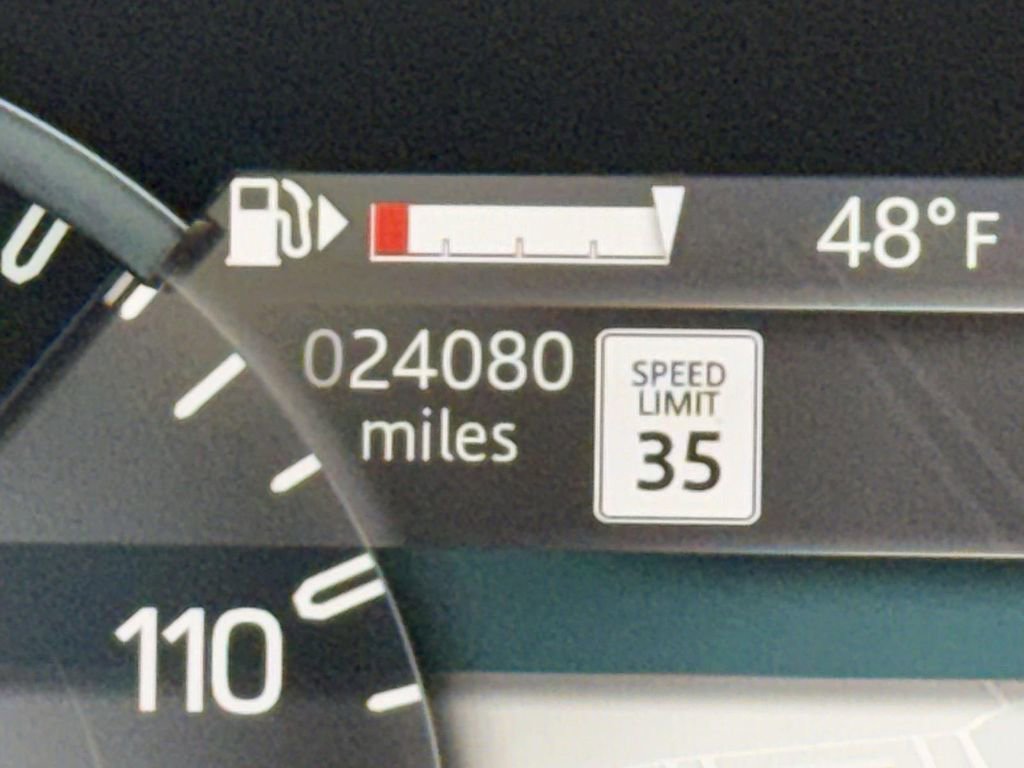 48°F
024080
miles
SPEED
LIMIT
35
110